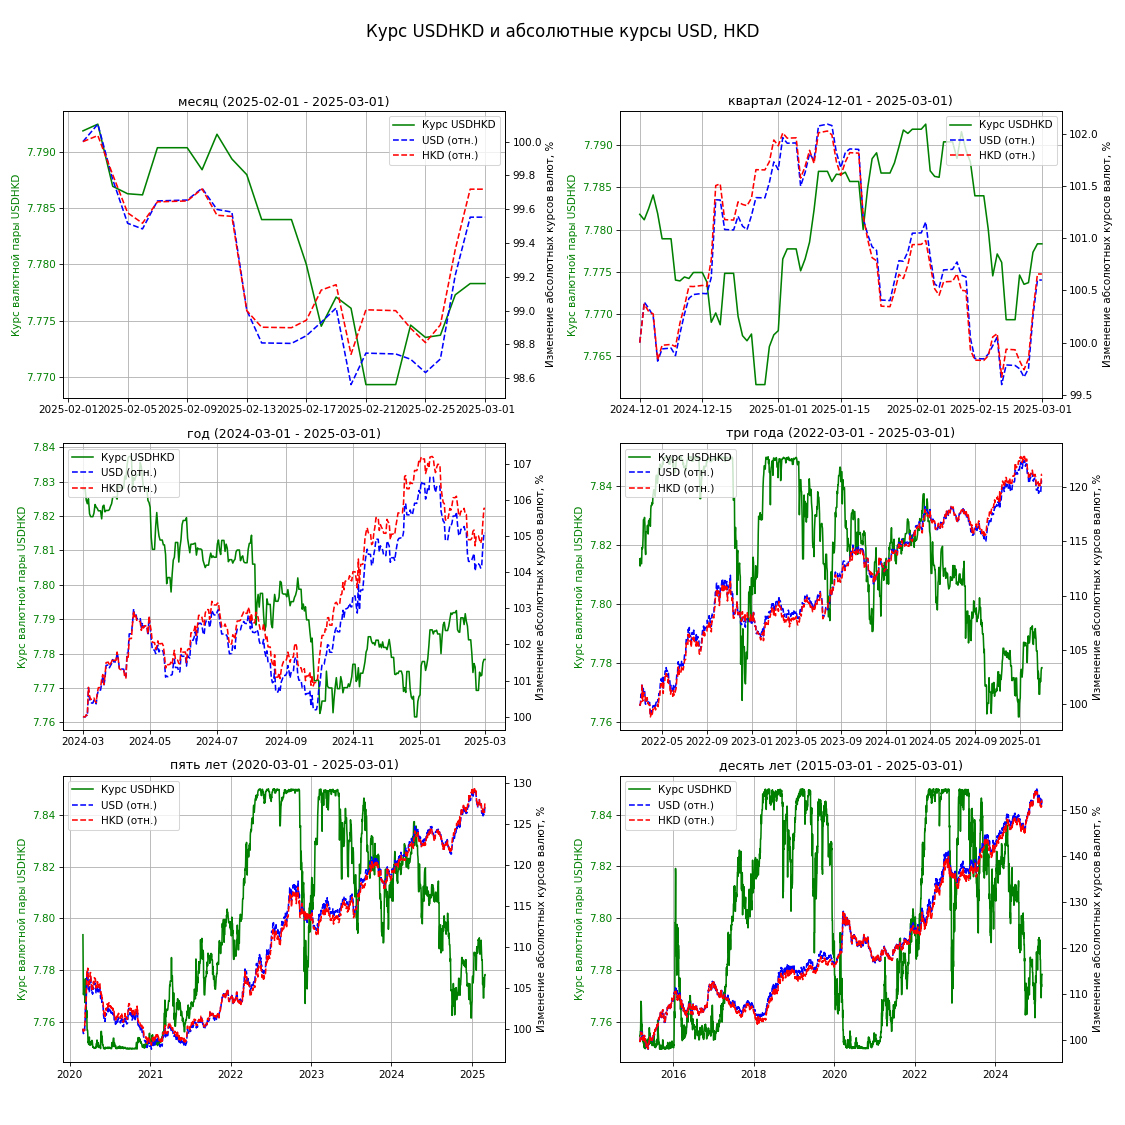 Курс USDHKD и абсолютные курсы USD, HKD
месяц (2025-02-01 - 2025-03-01)
Курс валютной пары USDHKD
7.790
7.785
7.780
7.775
7.770
Курс USDHKD
USD (отн.)
HKD (отн.)
100.0
99.8
99.6
99.4
99.2
99.0
98.8
98.6
Изменение абсолютных курсов валют, %
2025-02-01 2025-02-05 2025-02-09 2025-02-13 2025-02-17 2025-02-21 2025-02-25 2025-03-01
квартал (2024-12-01 - 2025-03-01)
Курс валютной пары USDHKD
7.790
7.785
7.780
7.775
7.770
7.765
Курс USDHKD
USD (отн.)
HKD (отн.)
102.0
101.5
101.0
100.5
100.0
99.5
Изменение абсолютных курсов валют, %
2024-12-01 2024-12-15 2025-01-01 2025-01-15 2025-02-01 2025-02-15 2025-03-01
год (2024-03-01 - 2025-03-01)
Курс валютной пары USDHKD
7.84
7.83
7.82
7.81
7.80
7.79
7.78
7.77
7.76
Курс USDHKD
USD (отн.)
HKD (отн.)
107
106
105
104
103
102
101
100
Изменение абсолютных курсов валют, %
2024-03 2024-05 2024-07 2024-09 2024-11 2025-01 2025-03
три года (2022-03-01 - 2025-03-01)
Курс валютной пары USDHKD
7.84
7.82
7.80
7.78
7.76
Курс USDHKD
USD (отн.)
HKD (отн.)
120
115
110
105
100
Изменение абсолютных курсов валют, %
2022-05 2022-09 2023-01 2023-05 2023-09 2024-01 2024-05 2024-09 2025-01
пять лет (2020-03-01 - 2025-03-01)
Курс валютной пары USDHKD
7.84
7.82
7.80
7.78
7.76
Курс USDHKD
USD (отн.)
HKD (отн.)
130
125
120
115
110
105
100
Изменение абсолютных курсов валют, %
2020 2021 2022 2023 2024 2025
десять лет (2015-03-01 - 2025-03-01)
Курс валютной пары USDHKD
7.84
7.82
7.80
7.78
7.76
Курс USDHKD
USD (отн.)
HKD (отн.)
150
140
130
120
110
100
Изменение абсолютных курсов валют, %
2016 2018 2020 2022 2024